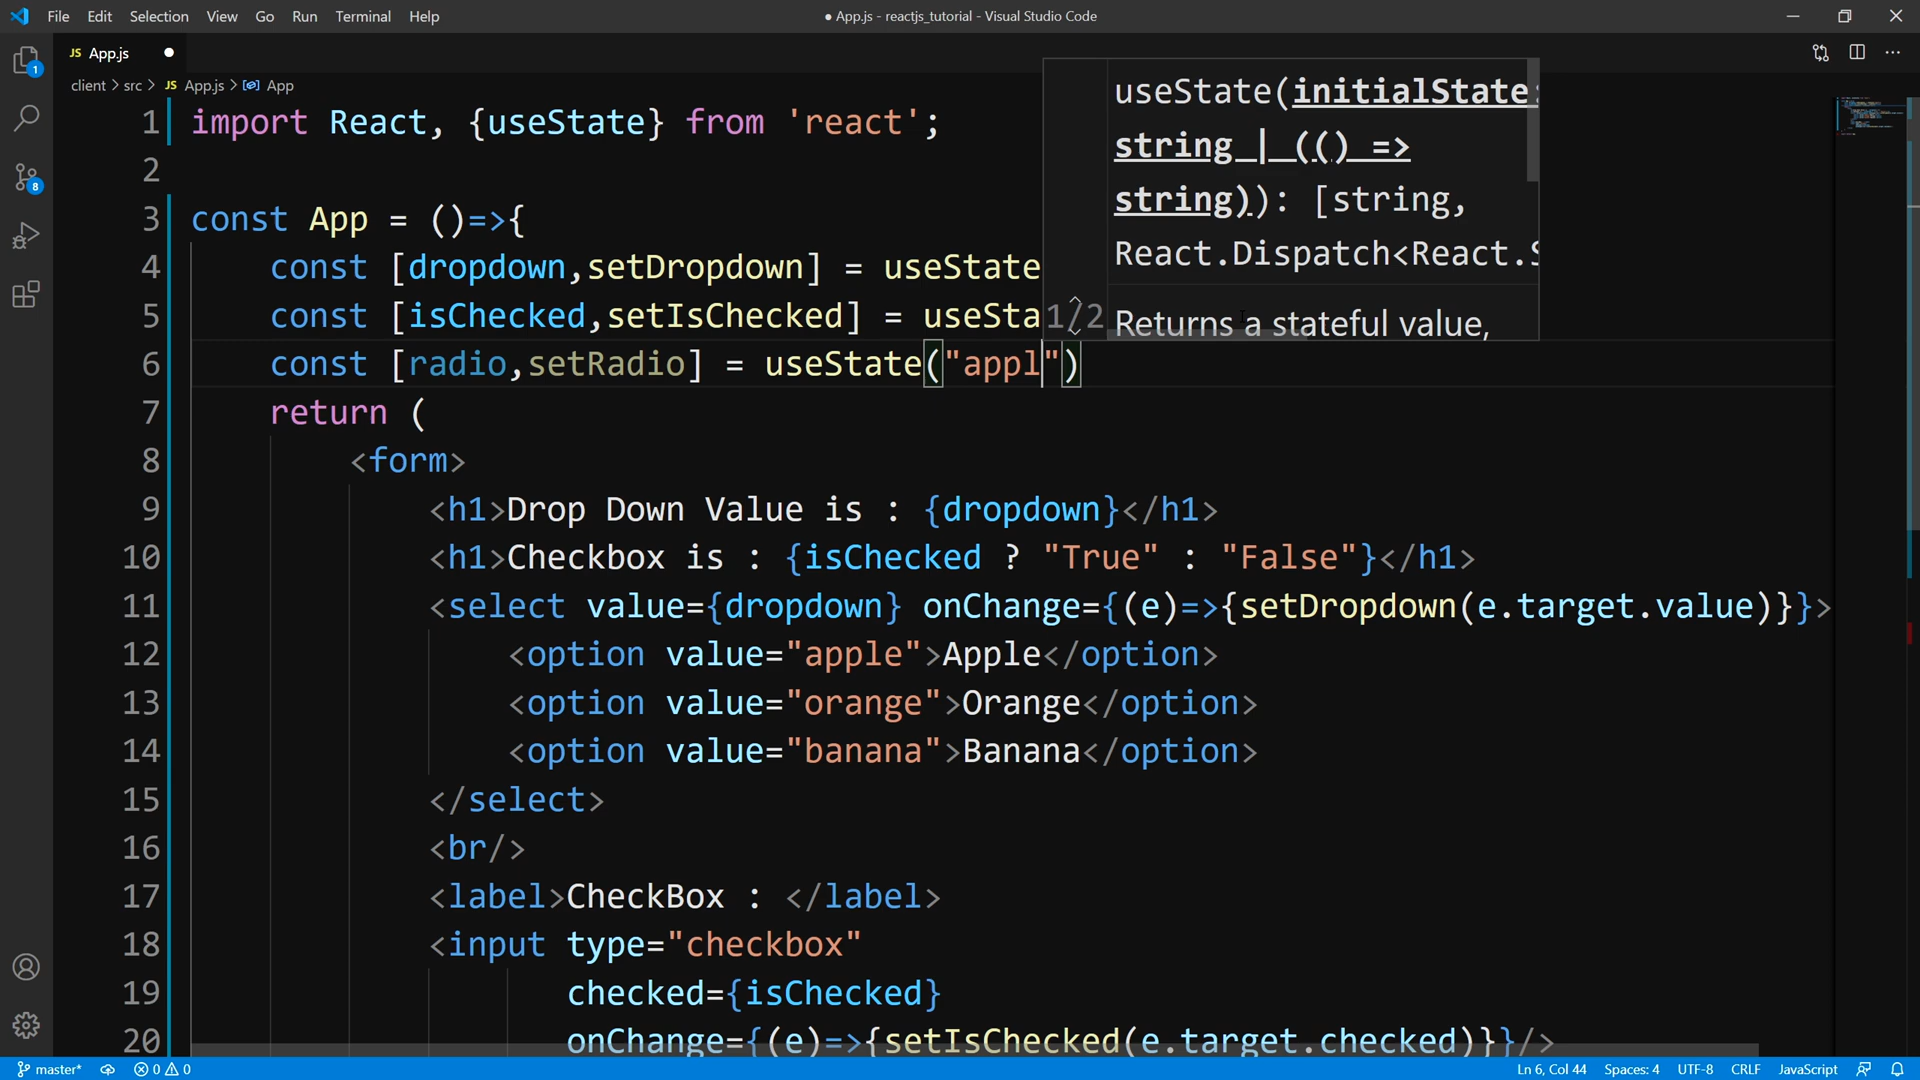 File Edit Selection View Go Run Terminal Help
● App.js - reactjs_tutorial - Visual Studio Code
JS App.js ●
client > src > JS App.js > App
1 import React, {useState} from 'react';
2
3 const App = ()=>{
4 const [dropdown,setDropdown] = useState
5 const [isChecked,setIsChecked] = useSta
6 const [radio,setRadio] = useState("appl")
7 return (
8 <form>
9 <h1>Drop Down Value is : {dropdown}</h1>
10 <h1>Checkbox is : {isChecked ? "True" : "False"}</h1>
11 <select value={dropdown} onChange={(e)=>{setDropdown(e.target.value)}}>
12 <option value="apple">Apple</option>
13 <option value="orange">Orange</option>
14 <option value="banana">Banana</option>
15 </select>
16 <br/>
17 <label>CheckBox : </label>
18 <input type="checkbox"
19 checked={isChecked}
20 onChange={(e)=>{setIsChecked(e.target.checked)}}/>
useState(initialState:
string | (() =>
string)): [string,
React.Dispatch<React.S
1/2
Returns a stateful value,
1
8
master* 0 0
Ln 6, Col 44 Spaces: 4 UTF-8 CRLF JavaScript